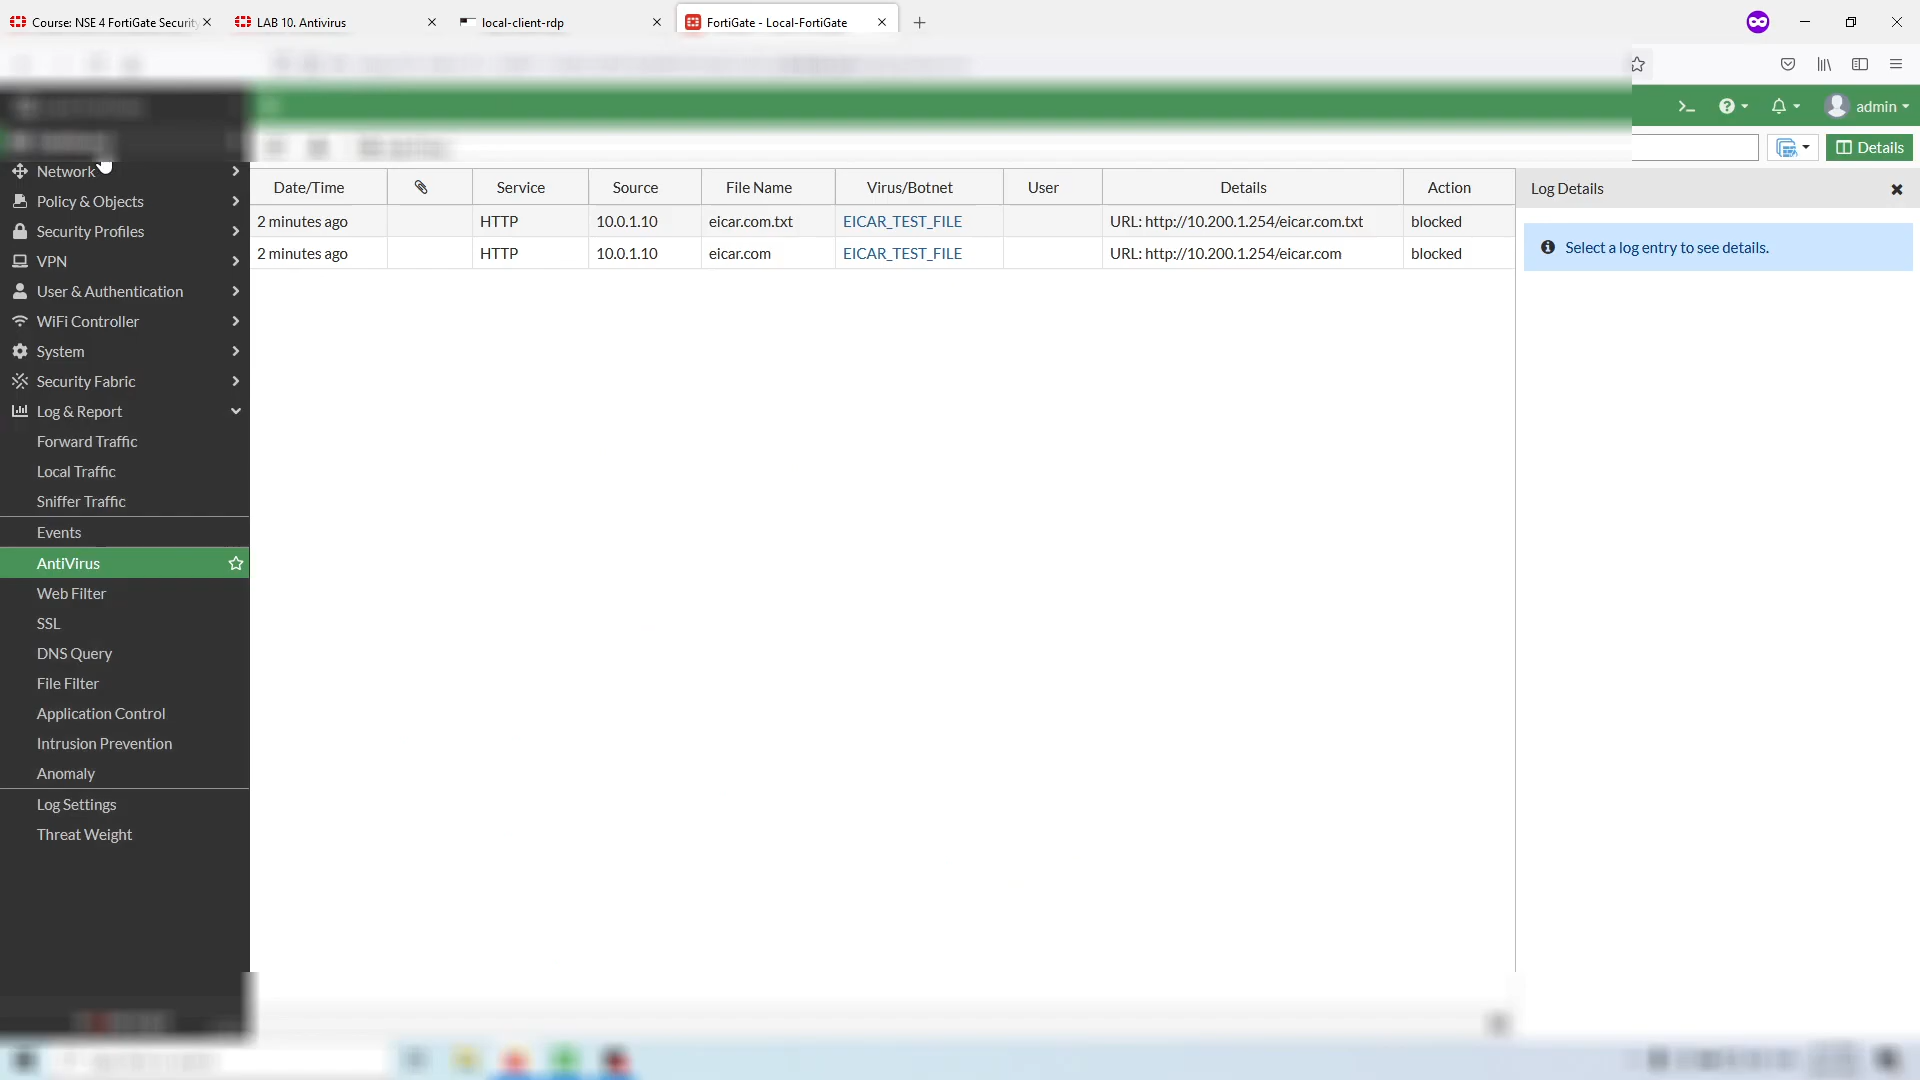 Course: NSE 4 FortiGate Security
LAB 10. Antivirus
local-client-rdp
FortiGate - Local-FortiGate
admin
Details
Network
Policy & Objects
Security Profiles
VPN
User & Authentication
WiFi Controller
System
Security Fabric
Log & Report
Forward Traffic
Local Traffic
Sniffer Traffic
Events
AntiVirus
Web Filter
SSL
DNS Query
File Filter
Application Control
Intrusion Prevention
Anomaly
Log Settings
Threat Weight
Date/Time Service Source File Name Virus/Botnet User Details Action
2 minutes ago HTTP 10.0.1.10 eicar.com.txt EICAR_TEST_FILE URL: http://10.200.1.254/eicar.com.txt blocked
2 minutes ago HTTP 10.0.1.10 eicar.com EICAR_TEST_FILE URL: http://10.200.1.254/eicar.com blocked
Log Details
Select a log entry to see details.